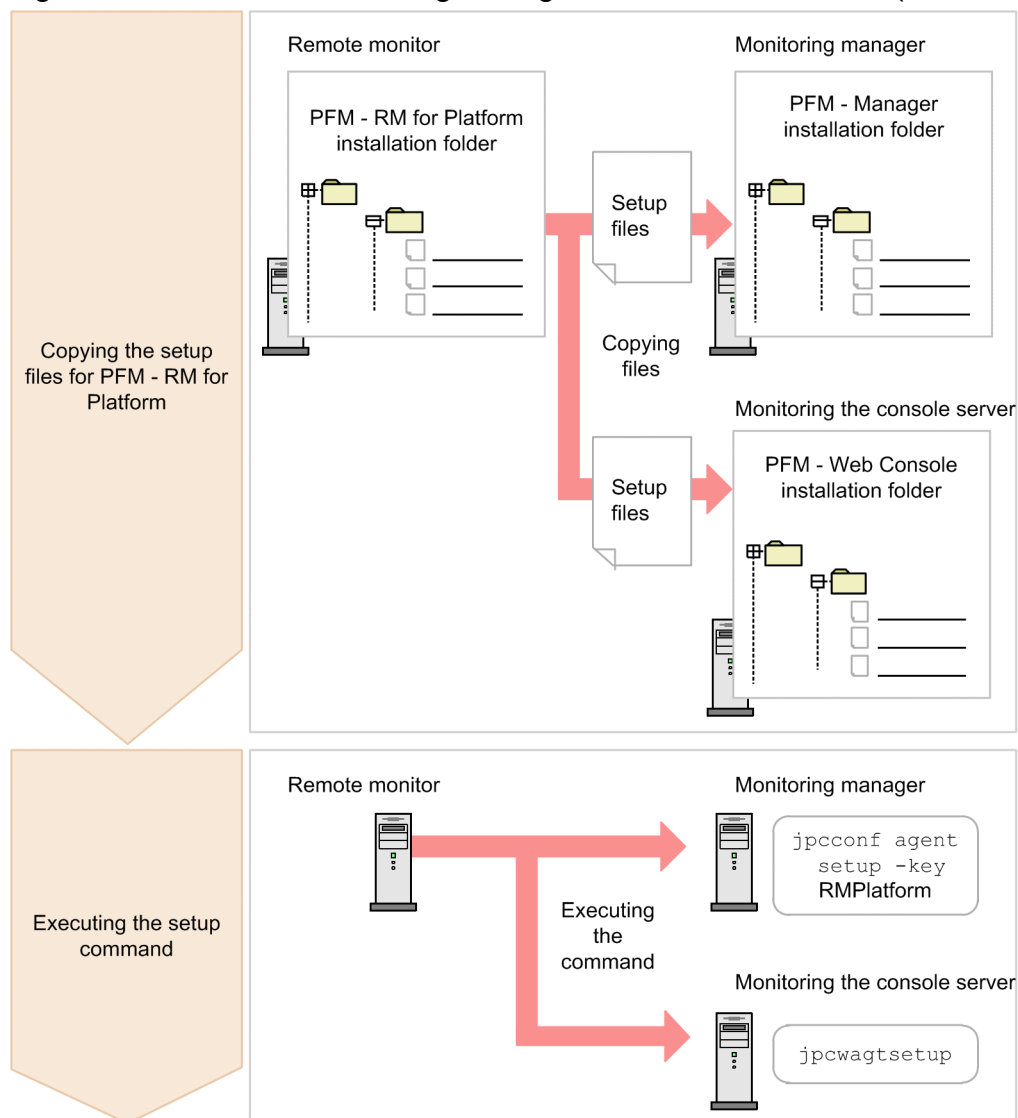 Remote monitor
Monitoring manager
PFM - RM for Platform
installation folder
PFM - Manager
installation folder
Setup
files
Copying
files
Copying the setup
files for PFM - RM for
Platform
Monitoring the console server
PFM - Web Console
installation folder
Setup
files
Remote monitor
Monitoring manager
jpcconf agent
setup -key
RMPlatform
Executing
the
command
Executing the setup
command
Monitoring the console server
jpcwagtsetup